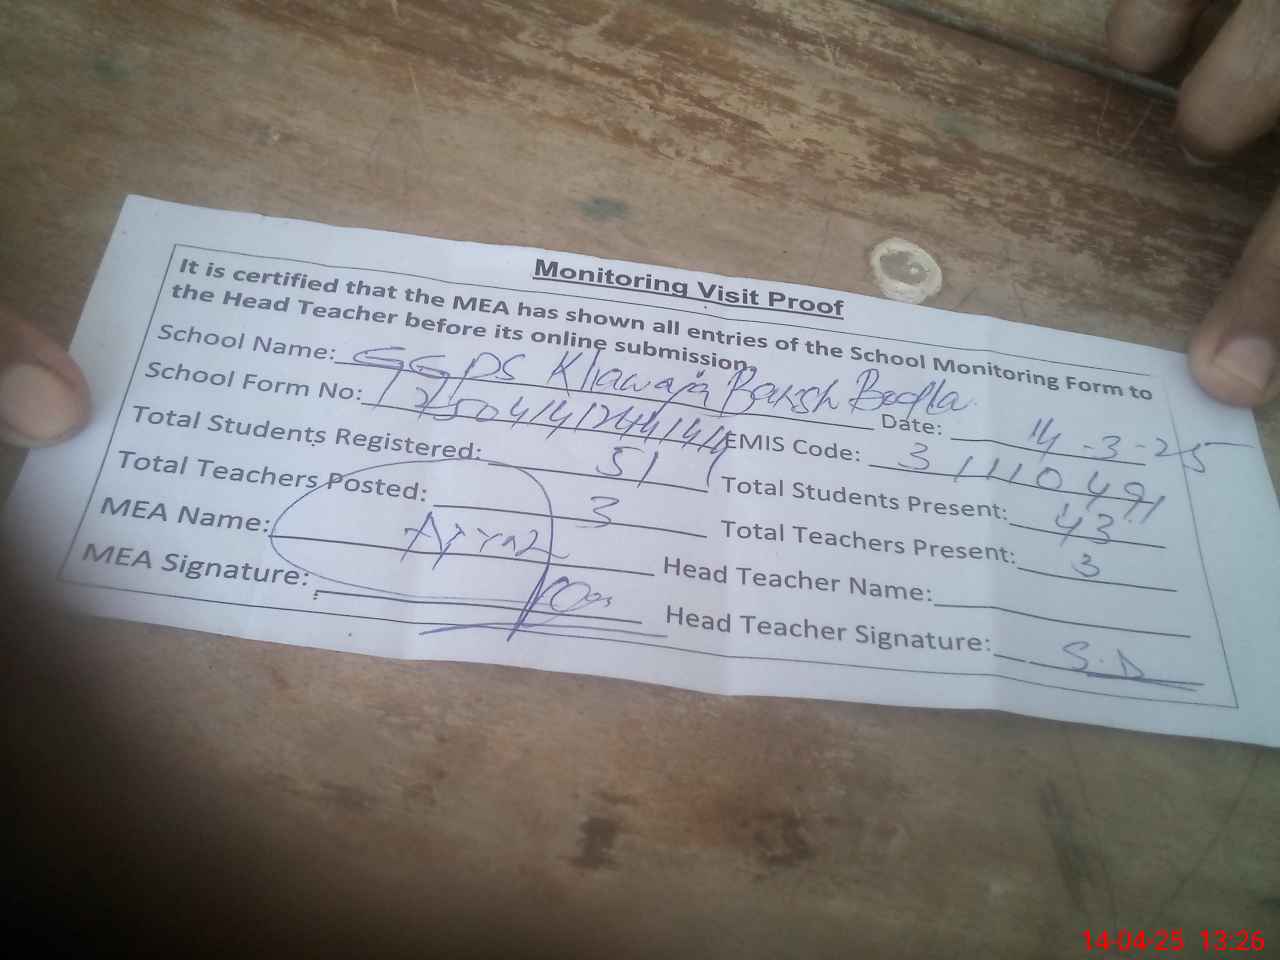 Monitoring Visit Proof
It is certified that the MEA has shown all entries of the School Monitoring Form to
the Head Teacher before its online submission.
School Name: GGPS Khawaja Baksh Date: 14-3-25
School Form No: EMIS Code: 31110491
Total Students Registered: 51 Total Students Present: 43
Total Teachers Posted: 3 Total Teachers Present: 3
MEA Name: Head Teacher Name:
MEA Signature: Head Teacher Signature: S.D
14-04-25 13:26